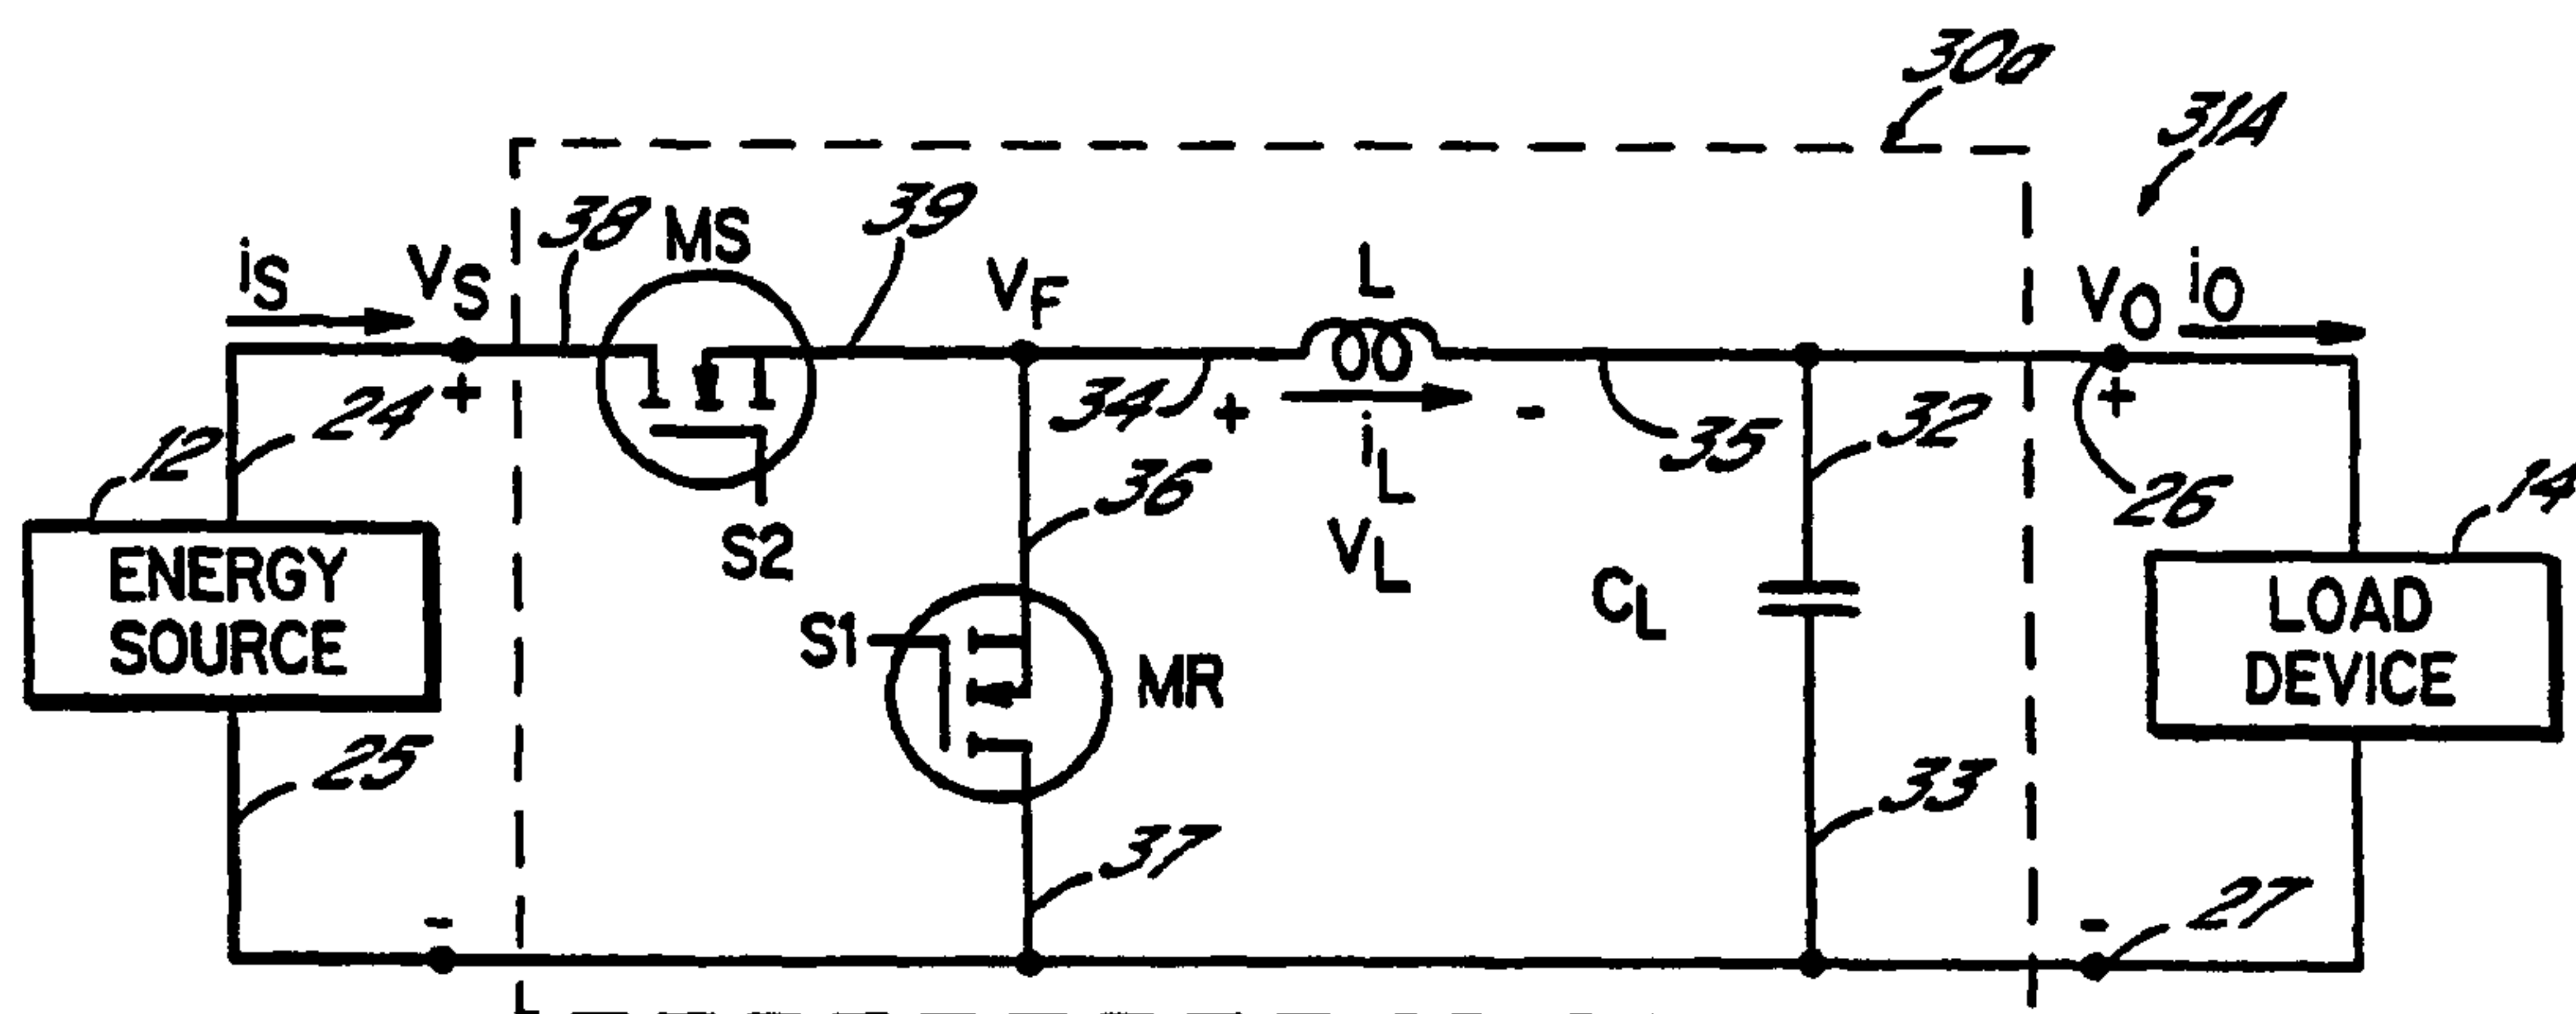 30a
31A
iS
VS
38
MS
39
VF
L
VO
iO
+
24
34
+
iL
-
35
32
+
26
12
36
VL
14
S2
ENERGY
SOURCE
S1
MR
CL
LOAD
DEVICE
25
37
33
-
-
27